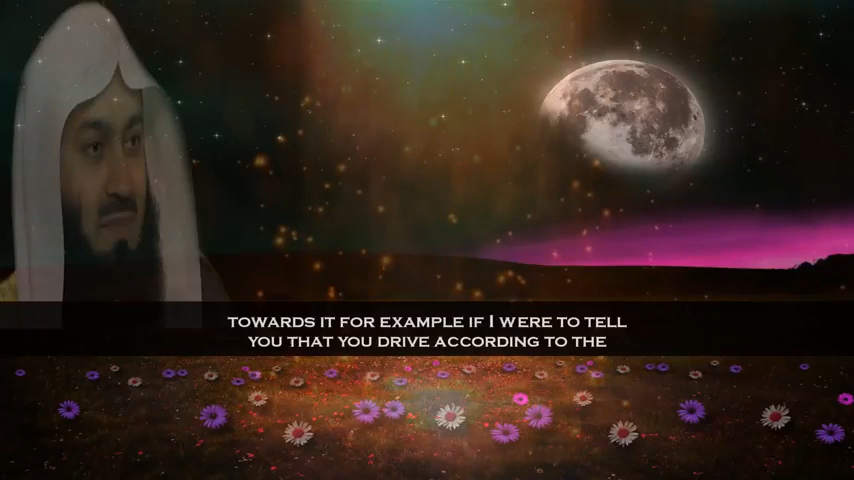 TOWARDS IT FOR EXAMPLE IF I WERE TO TELL
YOU THAT YOU DRIVE ACCORDING TO THE